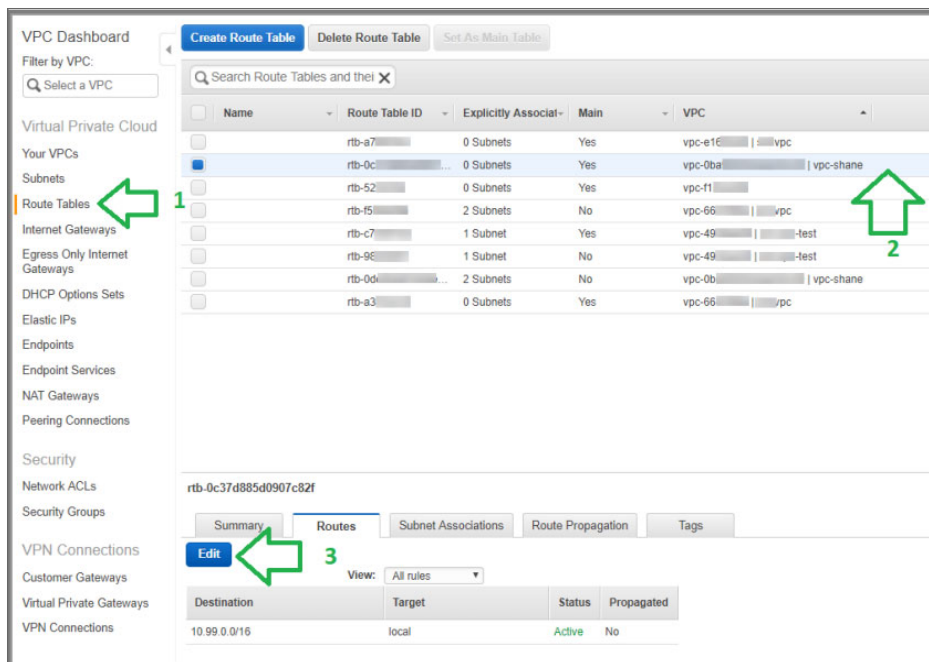 VPC Dashboard
Filter by VPC:
Select a VPC
Virtual Private Cloud
Your VPCs
Subnets
Route Tables
Internet Gateways
Egress Only Internet
Gateways
DHCP Options Sets
Elastic IPs
Endpoints
Endpoint Services
NAT Gateways
Peering Connections
Security
Network ACLs
Security Groups
VPN Connections
Customer Gateways
Virtual Private Gateways
VPN Connections
1
Create Route Table Delete Route Table Set As Main Table
Search Route Tables and thei X
Name Route Table ID Explicitly Associat Main VPC
rtb-a7 0 Subnets Yes vpc-e16 | vpc
rtb-0c ... 0 Subnets Yes vpc-0ba | vpc-shane
rtb-52 0 Subnets Yes vpc-f1
rtb-f5 2 Subnets No vpc-66 | vpc
rtb-c7 1 Subnet Yes vpc-49 | -test
rtb-98 1 Subnet No vpc-49 | -test
rtb-0d ... 2 Subnets No vpc-0b | vpc-shane
rtb-a3 0 Subnets Yes vpc-66 | vpc
2
rtb-0c37d885d0907c82f
Summary Routes Subnet Associations Route Propagation Tags
Edit
3
View: All rules
Destination Target Status Propagated
10.99.0.0/16 local Active No